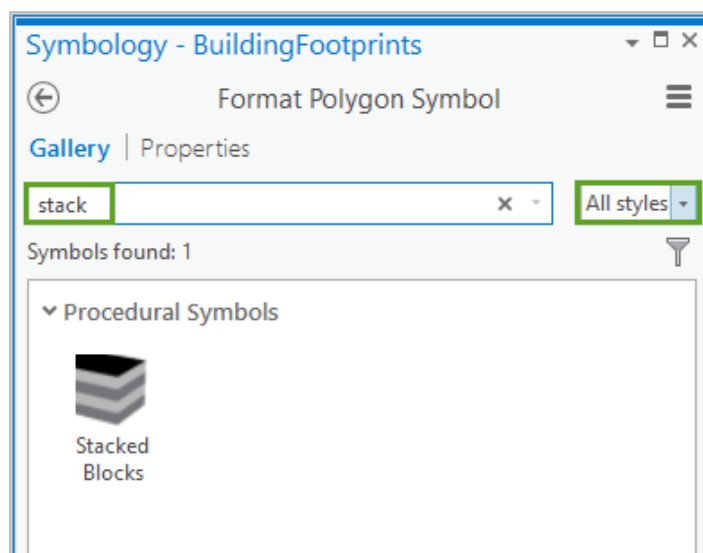 Symbology - BuildingFootprints
Format Polygon Symbol
Gallery | Properties
stack
All styles
Symbols found: 1
Procedural Symbols
Stacked
Blocks